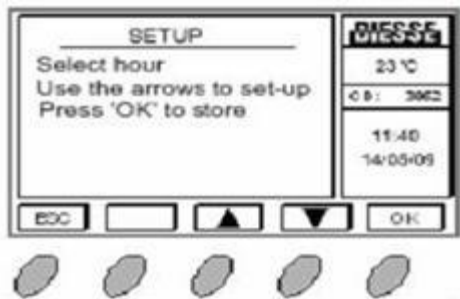 SETUP
Select hour
Use the arrows to set-up
Press 'OK' to store
DIESSE
23 °C
11:40
14/05/09
ESC
OK